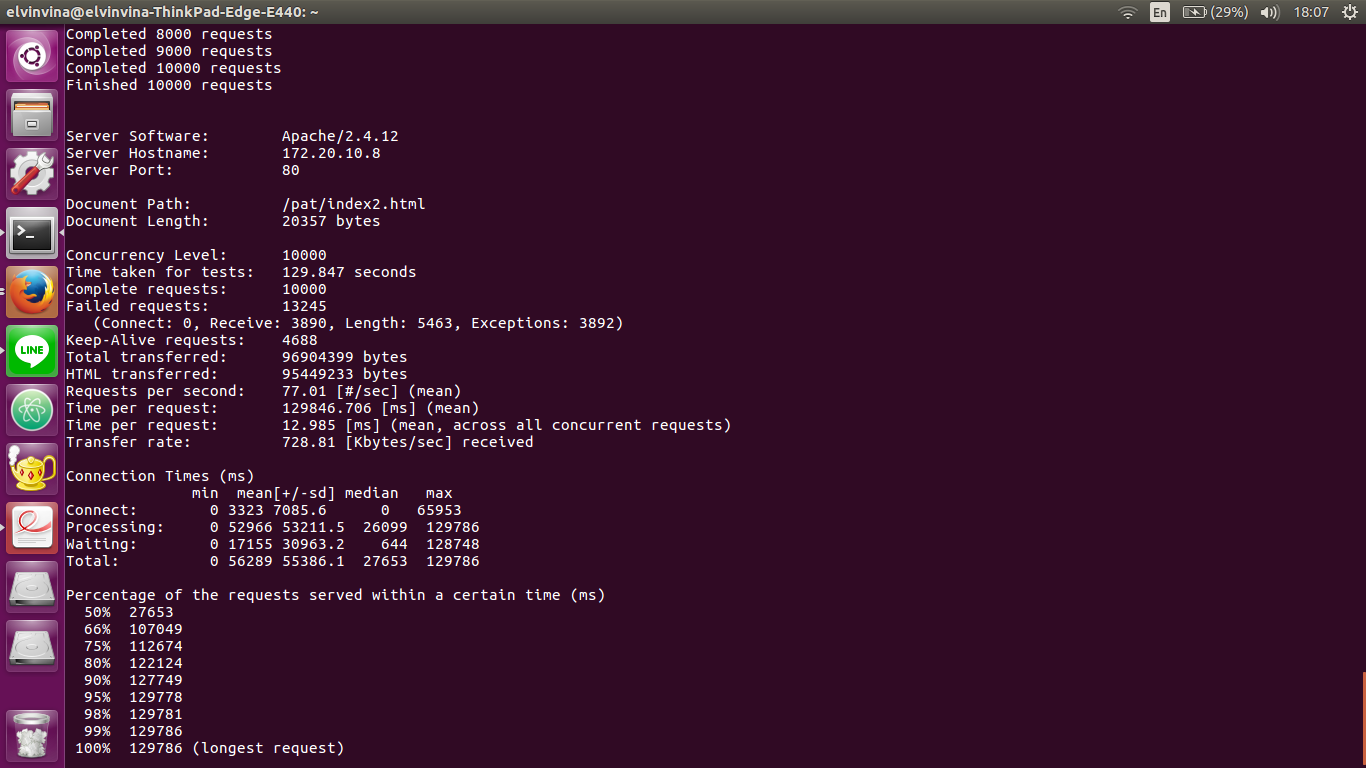 elvinvina@elvinvina-ThinkPad-Edge-E440: ~
En
(29%)
18:07
Completed 8000 requests
Completed 9000 requests
Completed 10000 requests
Finished 10000 requests
Server Software:        Apache/2.4.12
Server Hostname:        172.20.10.8
Server Port:            80
Document Path:          /pat/index2.html
Document Length:        20357 bytes
Concurrency Level:      10000
Time taken for tests:   129.847 seconds
Complete requests:      10000
Failed requests:        13245
   (Connect: 0, Receive: 3890, Length: 5463, Exceptions: 3892)
Keep-Alive requests:    4688
Total transferred:      96904399 bytes
HTML transferred:       95449233 bytes
Requests per second:    77.01 [#/sec] (mean)
Time per request:       129846.706 [ms] (mean)
Time per request:       12.985 [ms] (mean, across all concurrent requests)
Transfer rate:          728.81 [Kbytes/sec] received
Connection Times (ms)
              min  mean[+/-sd] median   max
Connect:        0 3323 7085.6      0   65953
Processing:     0 52966 53211.5  26099  129786
Waiting:        0 17155 30963.2    644  128748
Total:          0 56289 55386.1  27653  129786
Percentage of the requests served within a certain time (ms)
  50%  27653
  66%  107049
  75%  112674
  80%  122124
  90%  127749
  95%  129778
  98%  129781
  99%  129786
 100%  129786 (longest request)
>_
LINE